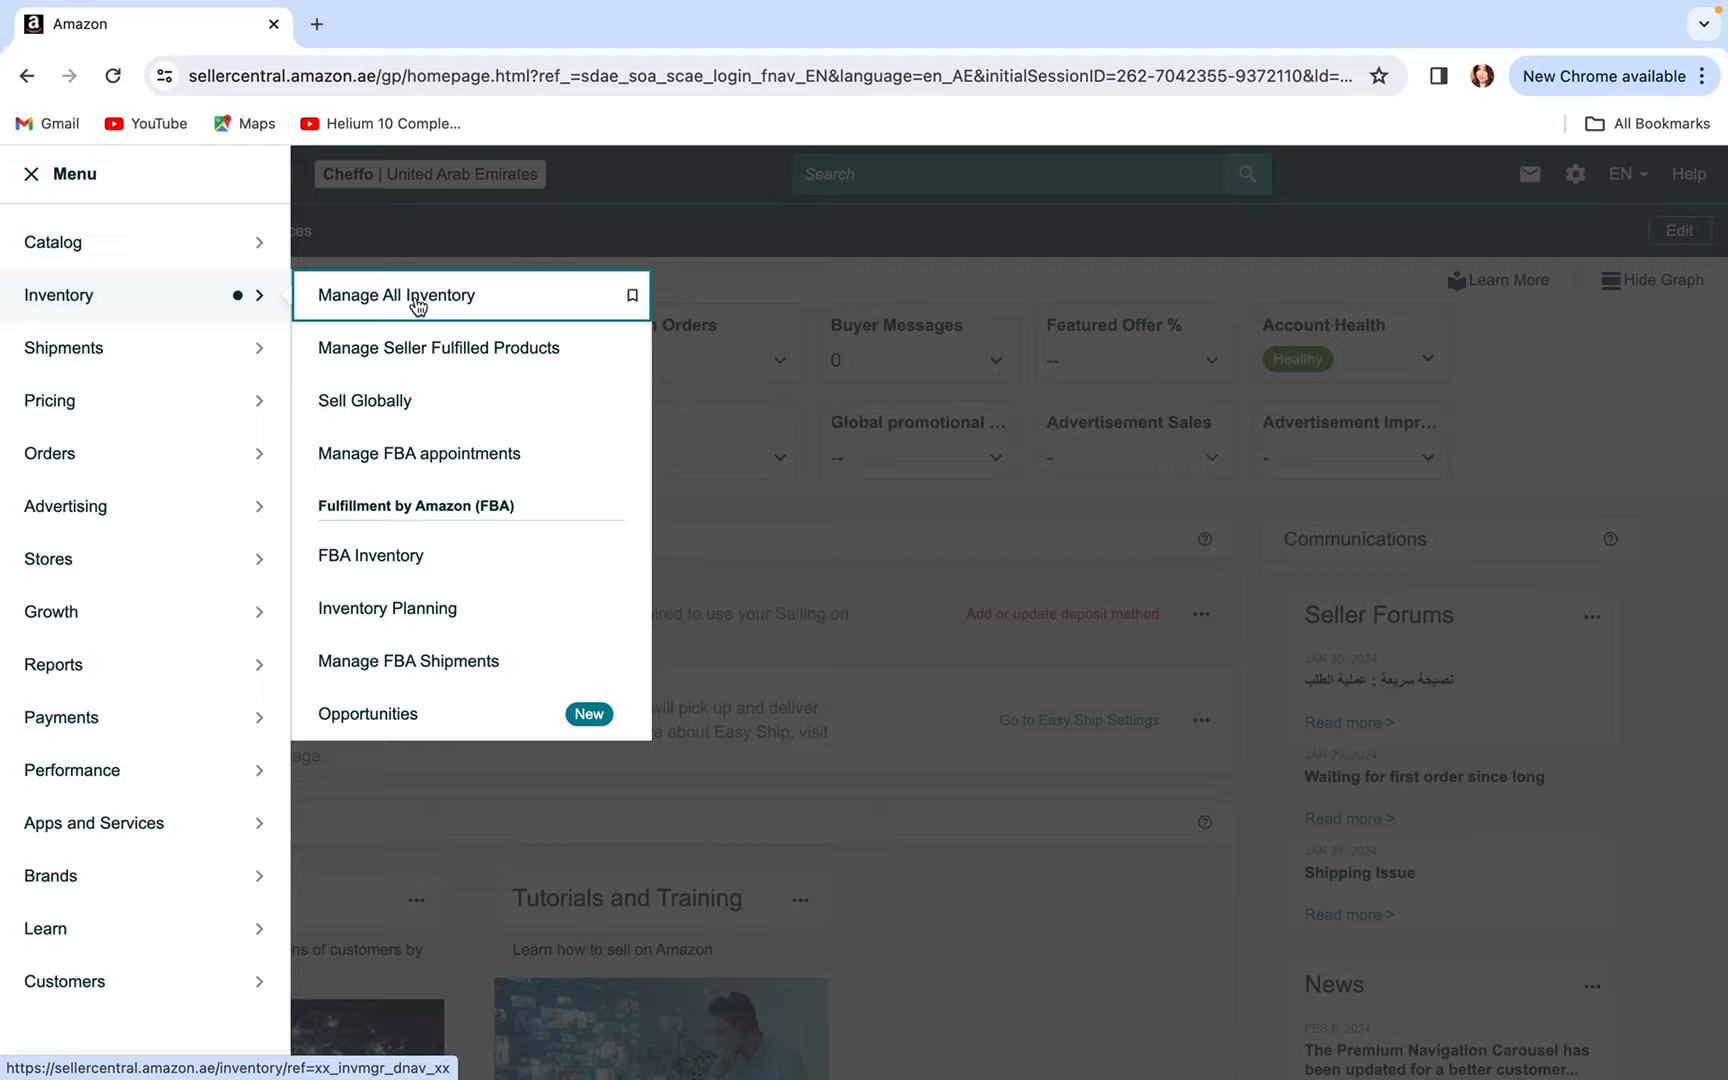 Amazon
sellercentral.amazon.ae/gp/homepage.html?ref_=sdae_soa_scae_login_fnav_EN&language=en_AE&initialSessionID=262-7042355-9372110&ld=...
New Chrome available
Gmail
YouTube
Maps
Helium 10 Comple...
All Bookmarks
Menu
Cheffo | United Arab Emirates
Search
EN
Help
Edit
Catalog
Inventory
Shipments
Pricing
Orders
Advertising
Stores
Growth
Reports
Payments
Performance
Apps and Services
Brands
Learn
Customers
Manage All Inventory
Manage Seller Fulfilled Products
Sell Globally
Manage FBA appointments
Fulfillment by Amazon (FBA)
FBA Inventory
Inventory Planning
Manage FBA Shipments
Opportunities
New
Learn More
Hide Graph
Orders
Buyer Messages
0
Featured Offer %
--
Account Health
Healthy
Global promotional ...
--
Advertisement Sales
-
Advertisement Impr...
-
to use your Selling on
Add or update deposit method
will pick up and deliver
about Easy Ship, visit
Go to Easy Ship Settings
of customers by
Tutorials and Training
Learn how to sell on Amazon
Communications
Seller Forums
JAN 30, 2024
نصيحة سريعة : عملية الطلب
Read more >
JAN 29, 2024
Waiting for first order since long
Read more >
JAN 31, 2024
Shipping Issue
Read more >
News
FEB 6, 2024
The Premium Navigation Carousel has
been updated for a better customer...
https://sellercentral.amazon.ae/inventory/ref=xx_invmgr_dnav_xx